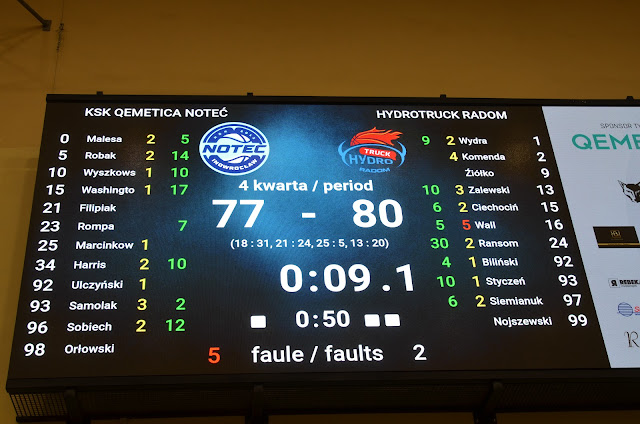 KSK QEMETICA NOTEĆ
HYDROTRUCK RADOM
0 Malesa 2 5
5 Robak 2 14
10 Wyszkows 1 10
15 Washingto 1 17
21 Filipiak
23 Rompa 7
25 Marcinkow 1
34 Harris 2 10
92 Ulczyński 1
93 Samolak 3 2
96 Sobiech 2 12
98 Orłowski
NOTEC
INOWROCŁAW
TRUCK
HYDRO
RADOM
4 kwarta / period
77 - 80
(18 : 31, 21 : 24, 25 : 5, 13 : 20)
0:09.1
0:50
5 faule / faults 2
9 2 Wydra 1
4 Komenda 2
Ziółko 9
10 3 Zalewski 13
6 2 Ciechociń 15
5 5 Wall 16
30 2 Ransom 24
4 1 Biliński 92
10 1 Styczeń 93
6 2 Siemianuk 97
Nojszewski 99
SPONSOR TY
QEME